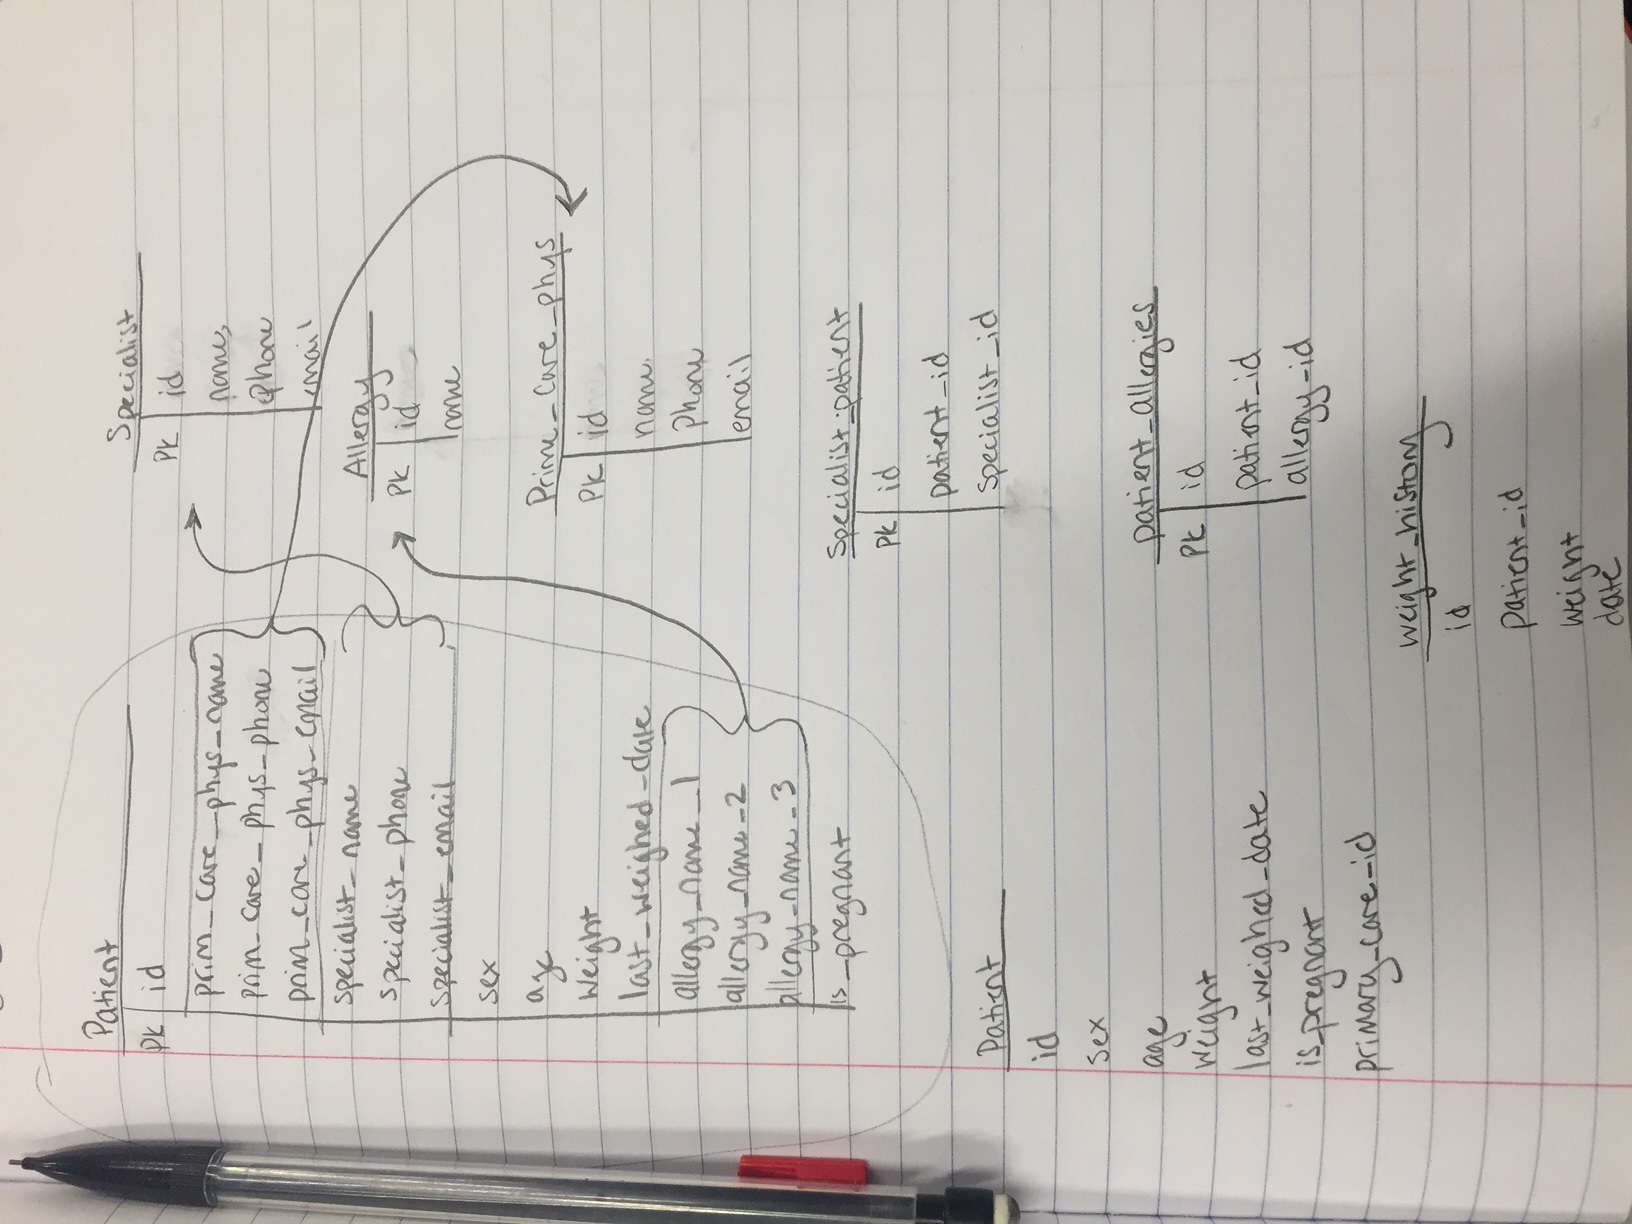 Patient
PK id
prim_care_phys_name
prim_care_phys_phone
prim_care_phys_email
specialist_name
specialist_phone
specialist_email
sex
age
weight
last_weighed_date
allergy_name_1
allergy_name_2
allergy_name_3
is_pregnant
Specialist
PK id
name
phone
email
Allergy
PK id
name
Prime_care_phys
PK id
name
phone
email
Specialist_patient
PK id
patient_id
specialist_id
Patient
id
sex
age
weight
last_weighed_date
is_pregnant
primary_care_id
patient_allergies
PK id
patient_id
allergy_id
weight_history
id
patient_id
weight
date